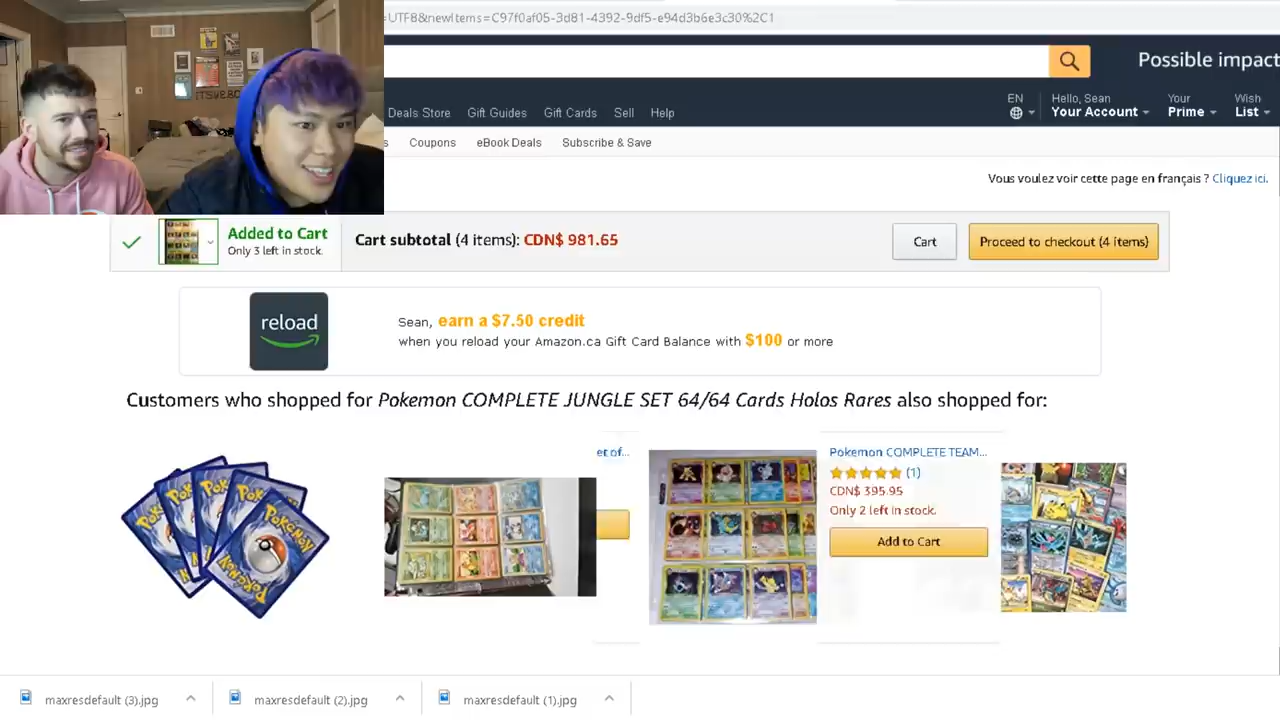 =UTF8&newItems=C97f0af05-3d81-4392-9df5-e94d3b6e3c30%2C1
Possible impact
Deals Store Gift Guides Gift Cards Sell Help
EN
Hello, Sean
Your Account
Your
Prime
Wish
List
s Coupons eBook Deals Subscribe & Save
Vous voulez voir cette page en français ? Cliquez ici.
Added to Cart
Only 3 left in stock.
Cart subtotal (4 items): CDN$ 981.65
Cart
Proceed to checkout (4 items)
reload
Sean, earn a $7.50 credit
when you reload your Amazon.ca Gift Card Balance with $100 or more
Customers who shopped for Pokemon COMPLETE JUNGLE SET 64/64 Cards Holos Rares also shopped for:
et of...
Pokemon COMPLETE TEAM...
(1)
CDN$ 395.95
Only 2 left in stock.
Add to Cart
maxresdefault (3).jpg
maxresdefault (2).jpg
maxresdefault (1).jpg